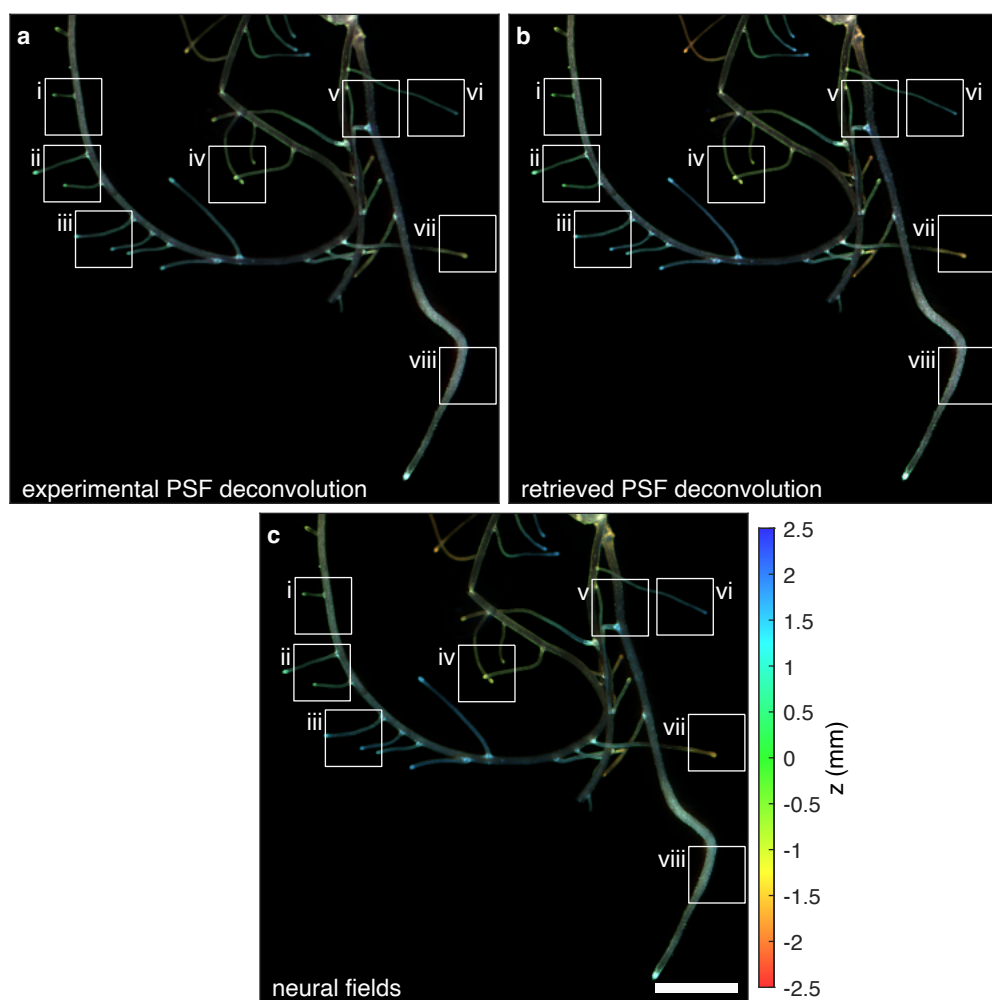 a
i
ii
iii
iv
v
vi
vii
viii
experimental PSF deconvolution
b
i
ii
iii
iv
v
vi
vii
viii
retrieved PSF deconvolution
c
i
ii
iii
iv
v
vi
vii
viii
neural fields
2.5
2
1.5
1
0.5
0
-0.5
-1
-1.5
-2
-2.5
z (mm)